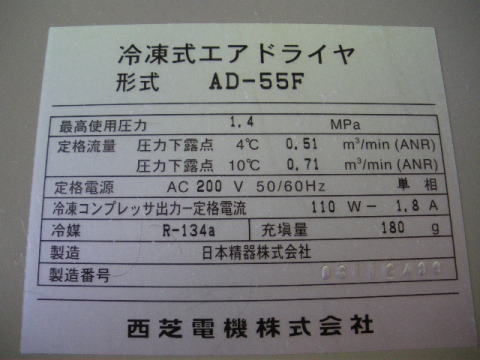 冷凍式エアドライヤ
形式 AD-55F
最高使用圧力 1.4 MPa
定格流量 圧力下露点 4℃ 0.51 m³/min (ANR)
圧力下露点 10℃ 0.71 m³/min (ANR)
定格電源 AC 200 V 50/60Hz 単相
冷凍コンプレッサ出力ー定格電流 110 W － 1.8 A
冷媒 R-134a 充填量 180 g
製造 日本精器株式会社
製造番号
西芝電機株式会社